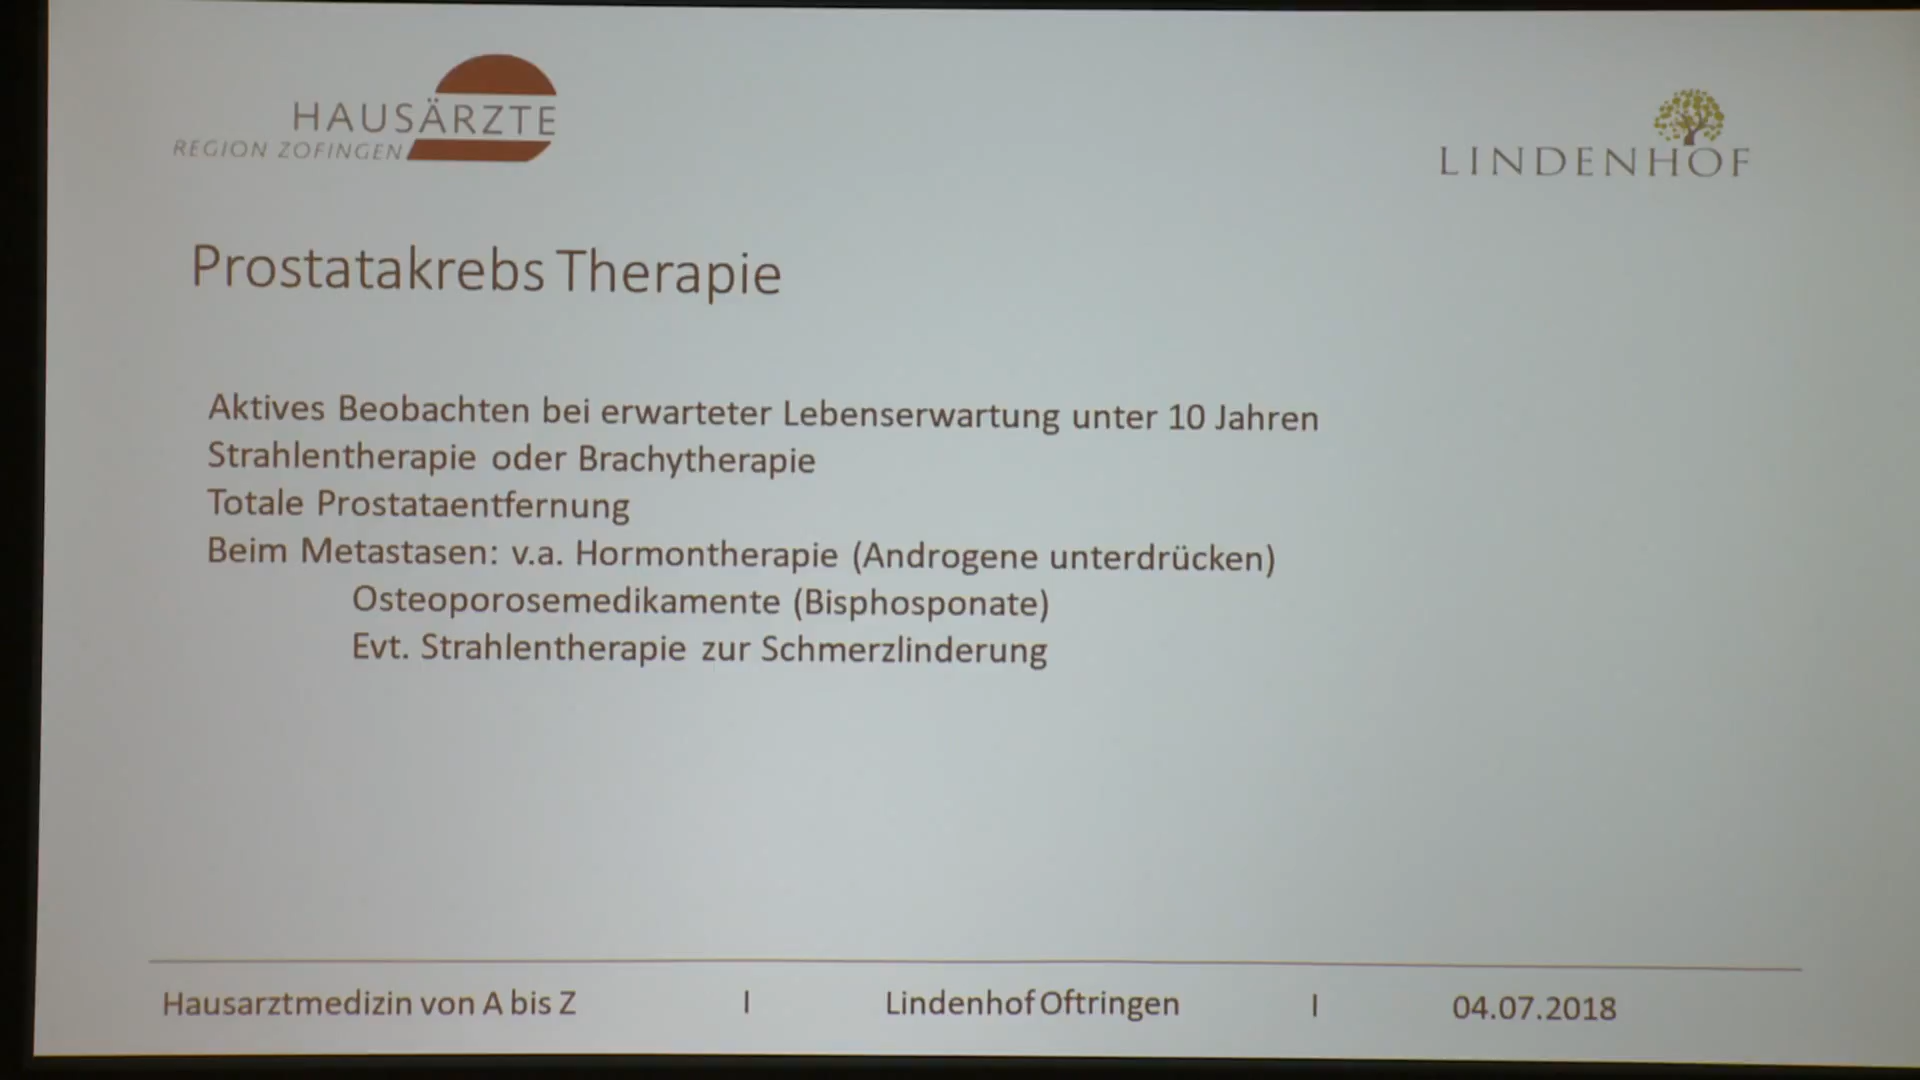 HAUSÄRZTE
REGION ZOFINGEN
LINDENHOF
Prostatakrebs Therapie
Aktives Beobachten bei erwarteter Lebenserwartung unter 10 Jahren
Strahlentherapie oder Brachytherapie
Totale Prostataentfernung
Beim Metastasen: v.a. Hormontherapie (Androgene unterdrücken)
Osteoporosemedikamente (Bisphosponate)
Evt. Strahlentherapie zur Schmerzlinderung
Hausarztmedizin von A bis Z | Lindenhof Oftringen | 04.07.2018